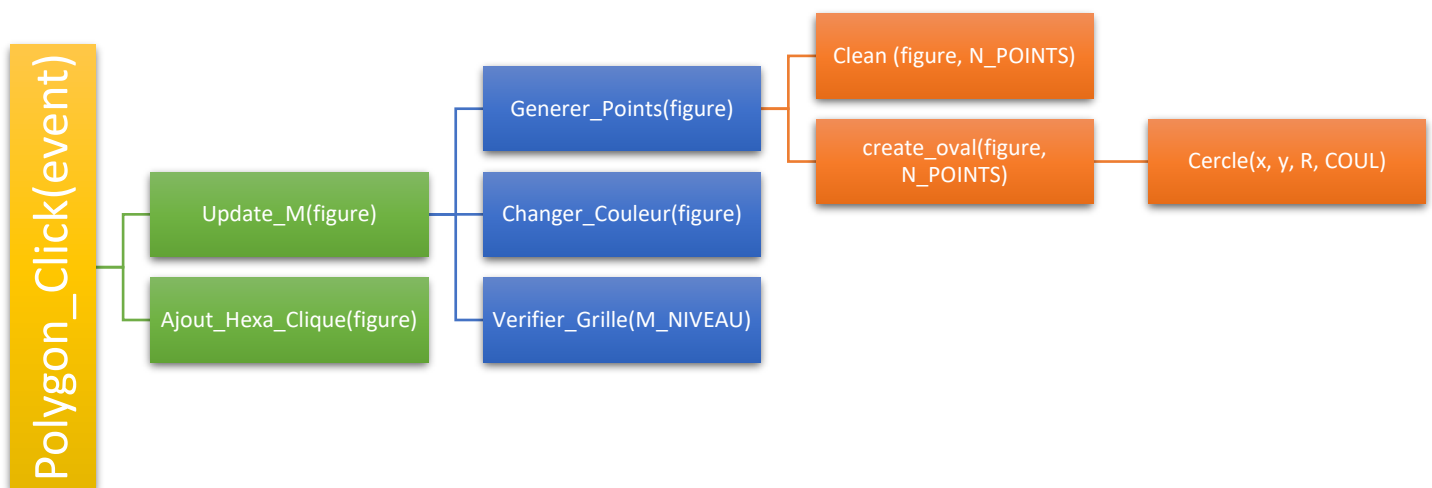 Polygon_Click(event)
Update_M(figure)
Ajout_Hexa_Clique(figure)
Generer_Points(figure)
Changer_Couleur(figure)
Verifier_Grille(M_NIVEAU)
Clean (figure, N_POINTS)
create_oval(figure,
N_POINTS)
Cercle(x, y, R, COUL)